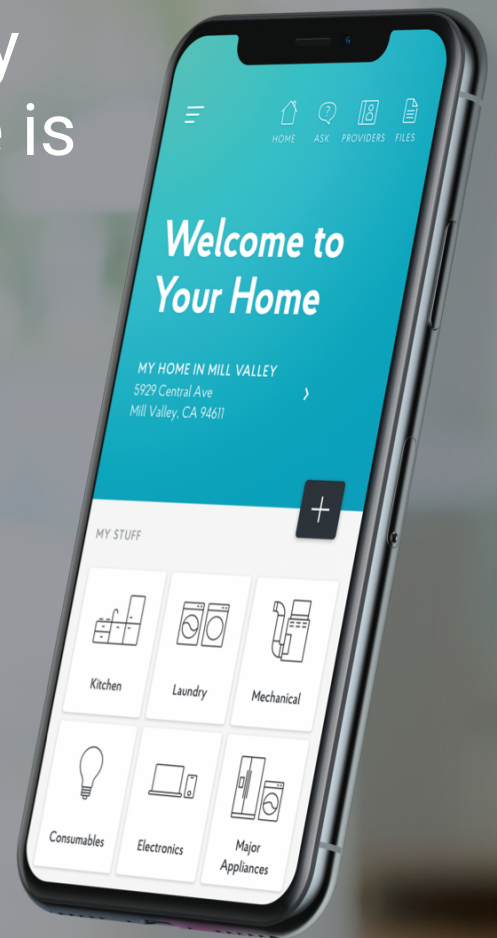 y
is
HOME ASK PROVIDERS FILES
Welcome to
Your Home
MY HOME IN MILL VALLEY
5929 Central Ave
Mill Valley, CA 94611
MY STUFF
Kitchen Laundry Mechanical
Consumables Electronics Major
Appliances